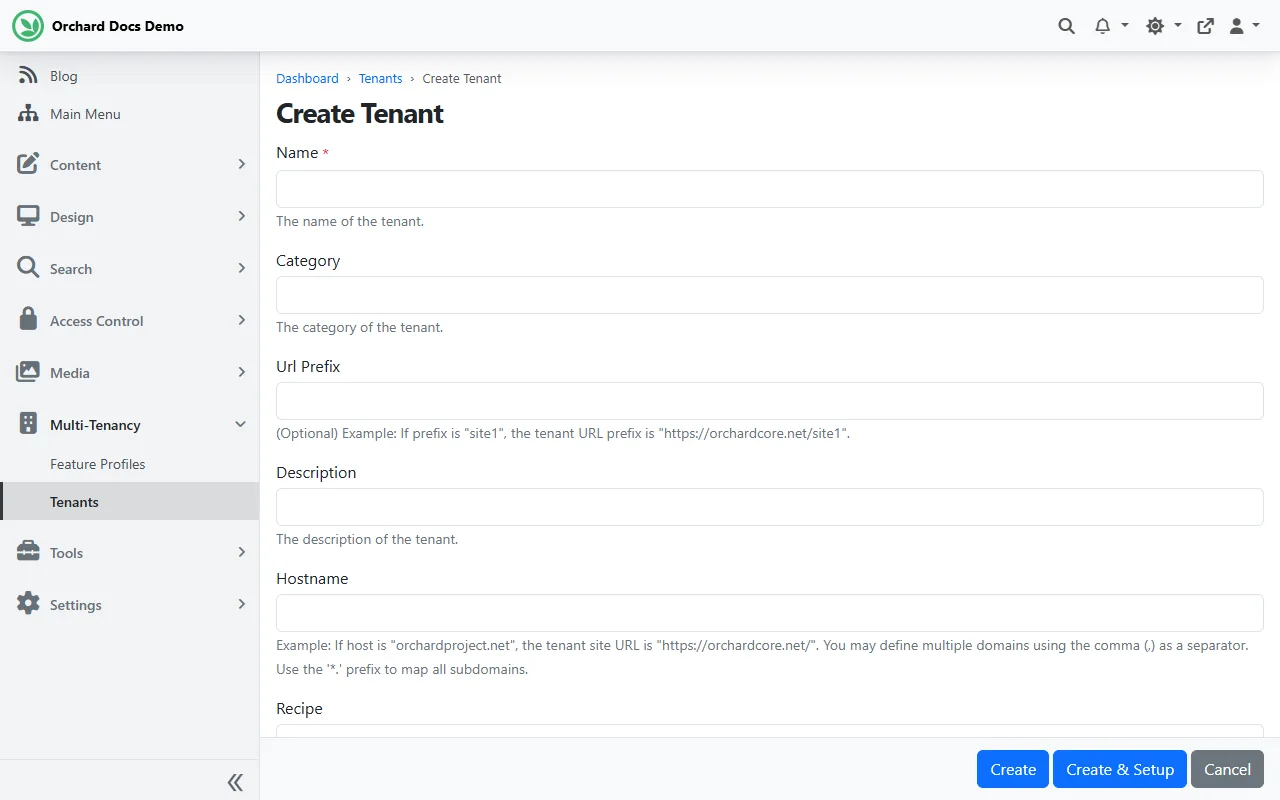 Orchard Docs Demo
Blog
Main Menu
Content
Design
Search
Access Control
Media
Multi-Tenancy
Feature Profiles
Tenants
Tools
Settings
Dashboard › Tenants › Create Tenant
Create Tenant
Name *
The name of the tenant.
Category
The category of the tenant.
Url Prefix
(Optional) Example: If prefix is "site1", the tenant URL prefix is "https://orchardcore.net/site1".
Description
The description of the tenant.
Hostname
Example: If host is "orchardproject.net", the tenant site URL is "https://orchardcore.net/". You may define multiple domains using the comma (,) as a separator.
Use the '*.' prefix to map all subdomains.
Recipe
Create
Create & Setup
Cancel